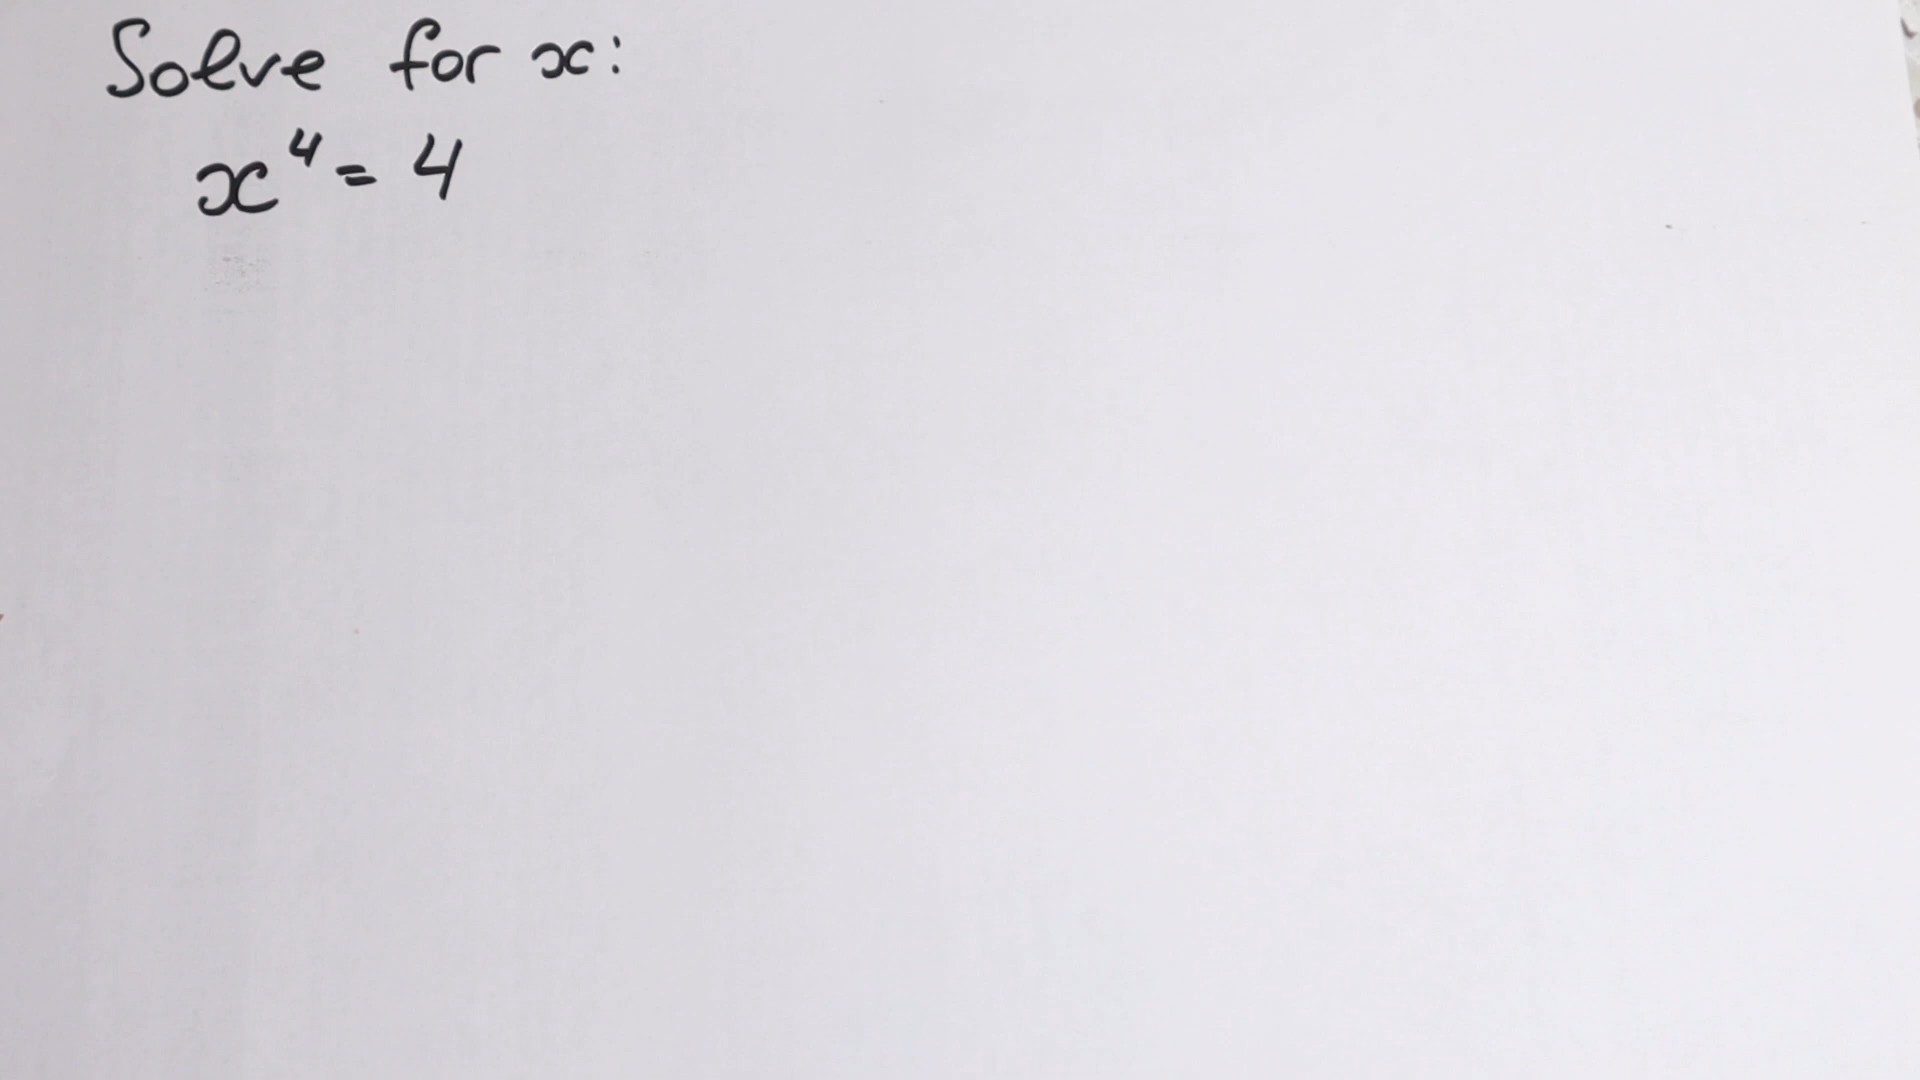 Solve for x:
x⁴ = 4